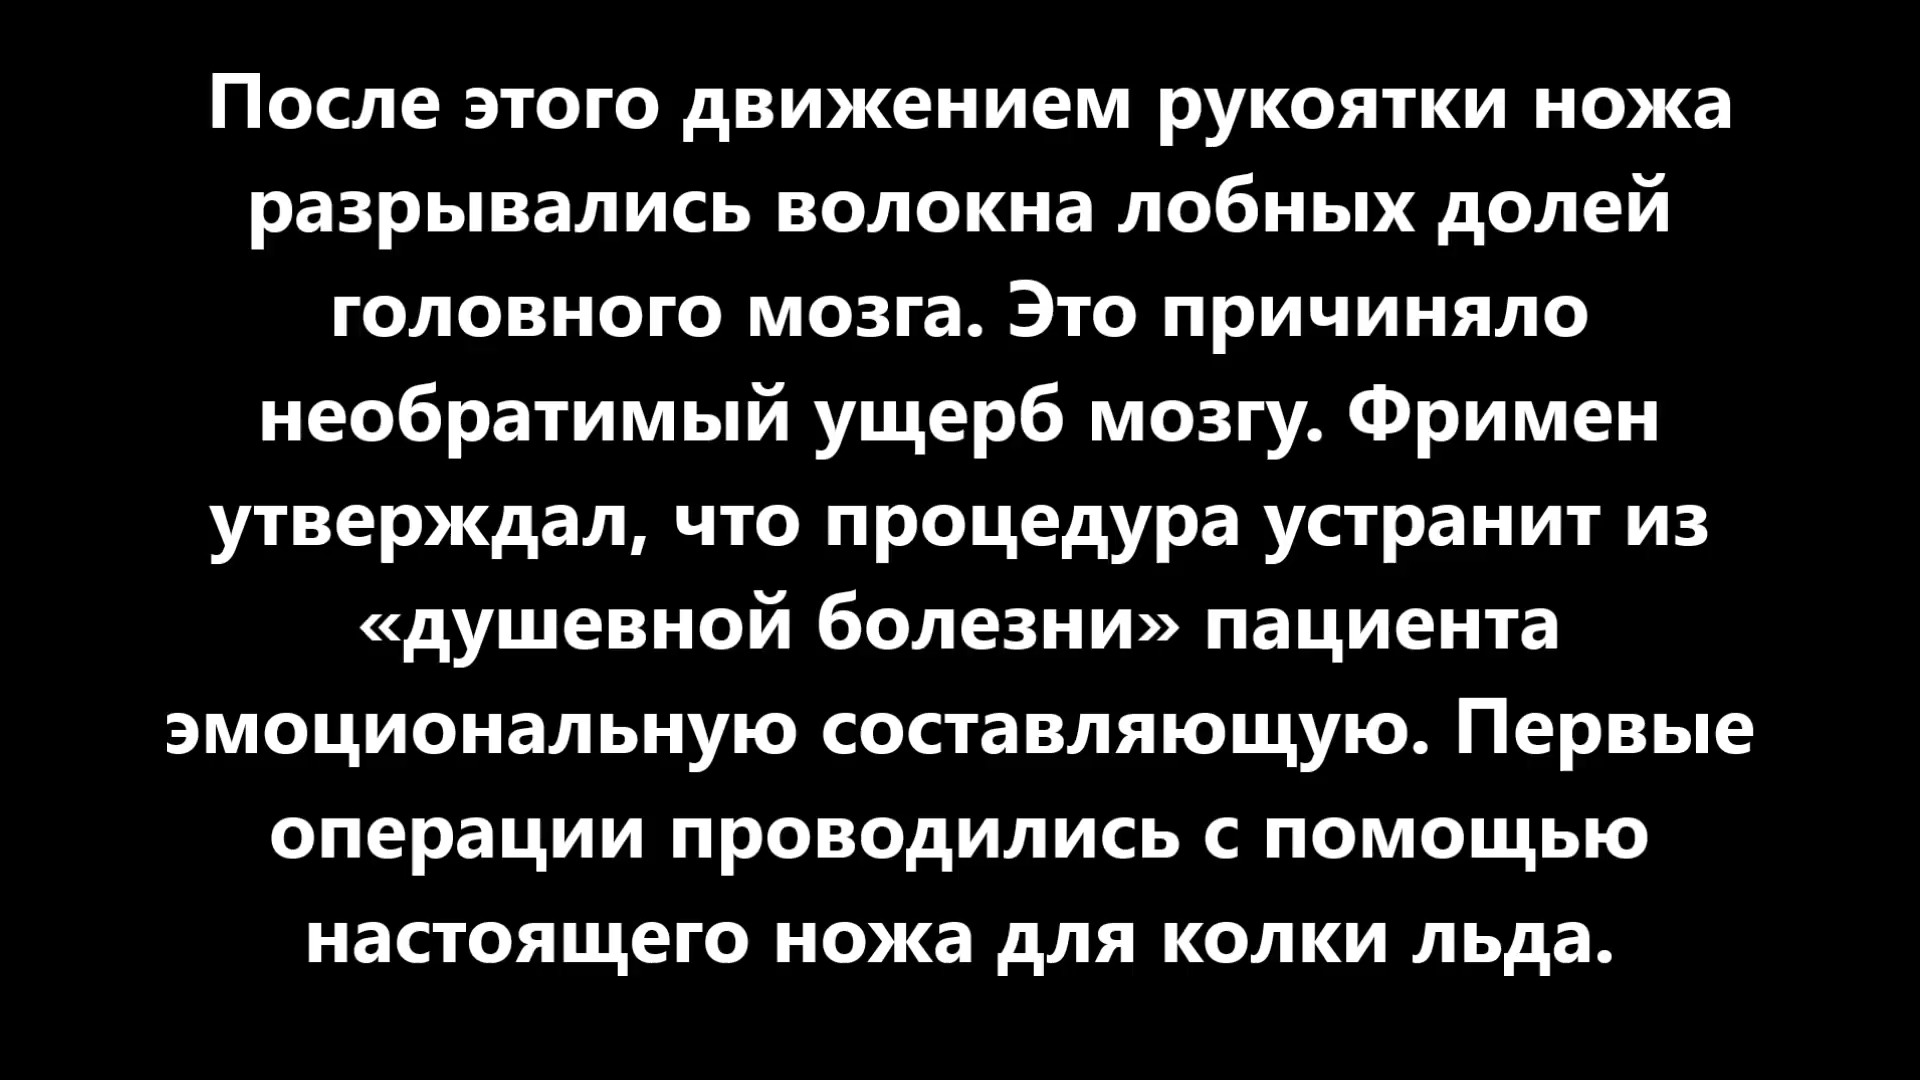 После этого движением рукоятки ножа
разрывались волокна лобных долей
головного мозга. Это причиняло
необратимый ущерб мозгу. Фримен
утверждал, что процедура устранит из
«душевной болезни» пациента
эмоциональную составляющую. Первые
операции проводились с помощью
настоящего ножа для колки льда.